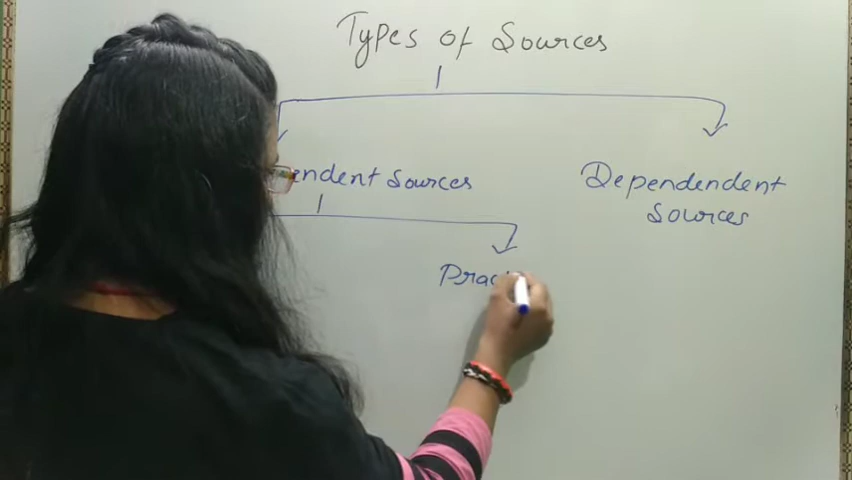 Types of Sources
endent Sources
Dependendent
Sources
Prac